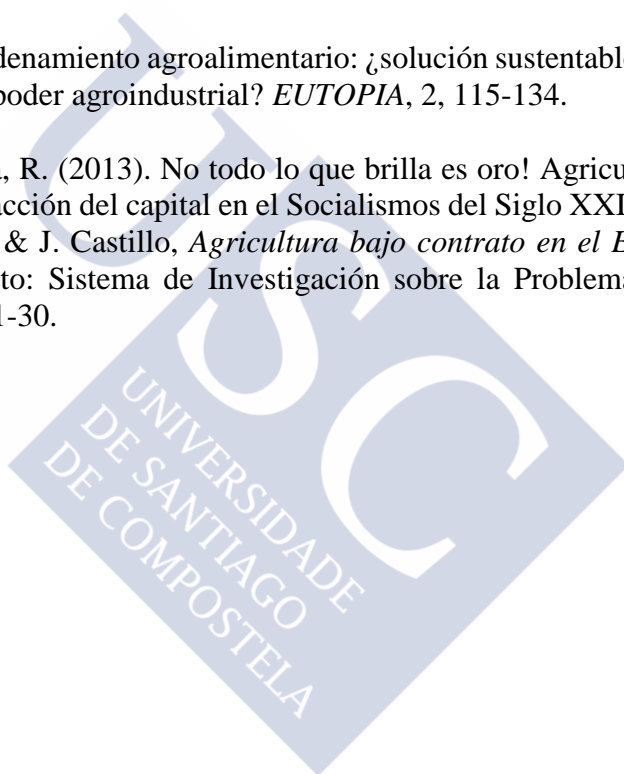 denamiento agroalimentario: ¿solución sustentable
poder agroindustrial? EUTOPIA, 2, 115-134.
, R. (2013). No todo lo que brilla es oro! Agricu
acción del capital en el Socialismos del Siglo XXI
& J. Castillo, Agricultura bajo contrato en el E
to: Sistema de Investigación sobre la Problema
1-30.
USC
UNIVERSIDADE
DE SANTIAGO
DE COMPOSTELA